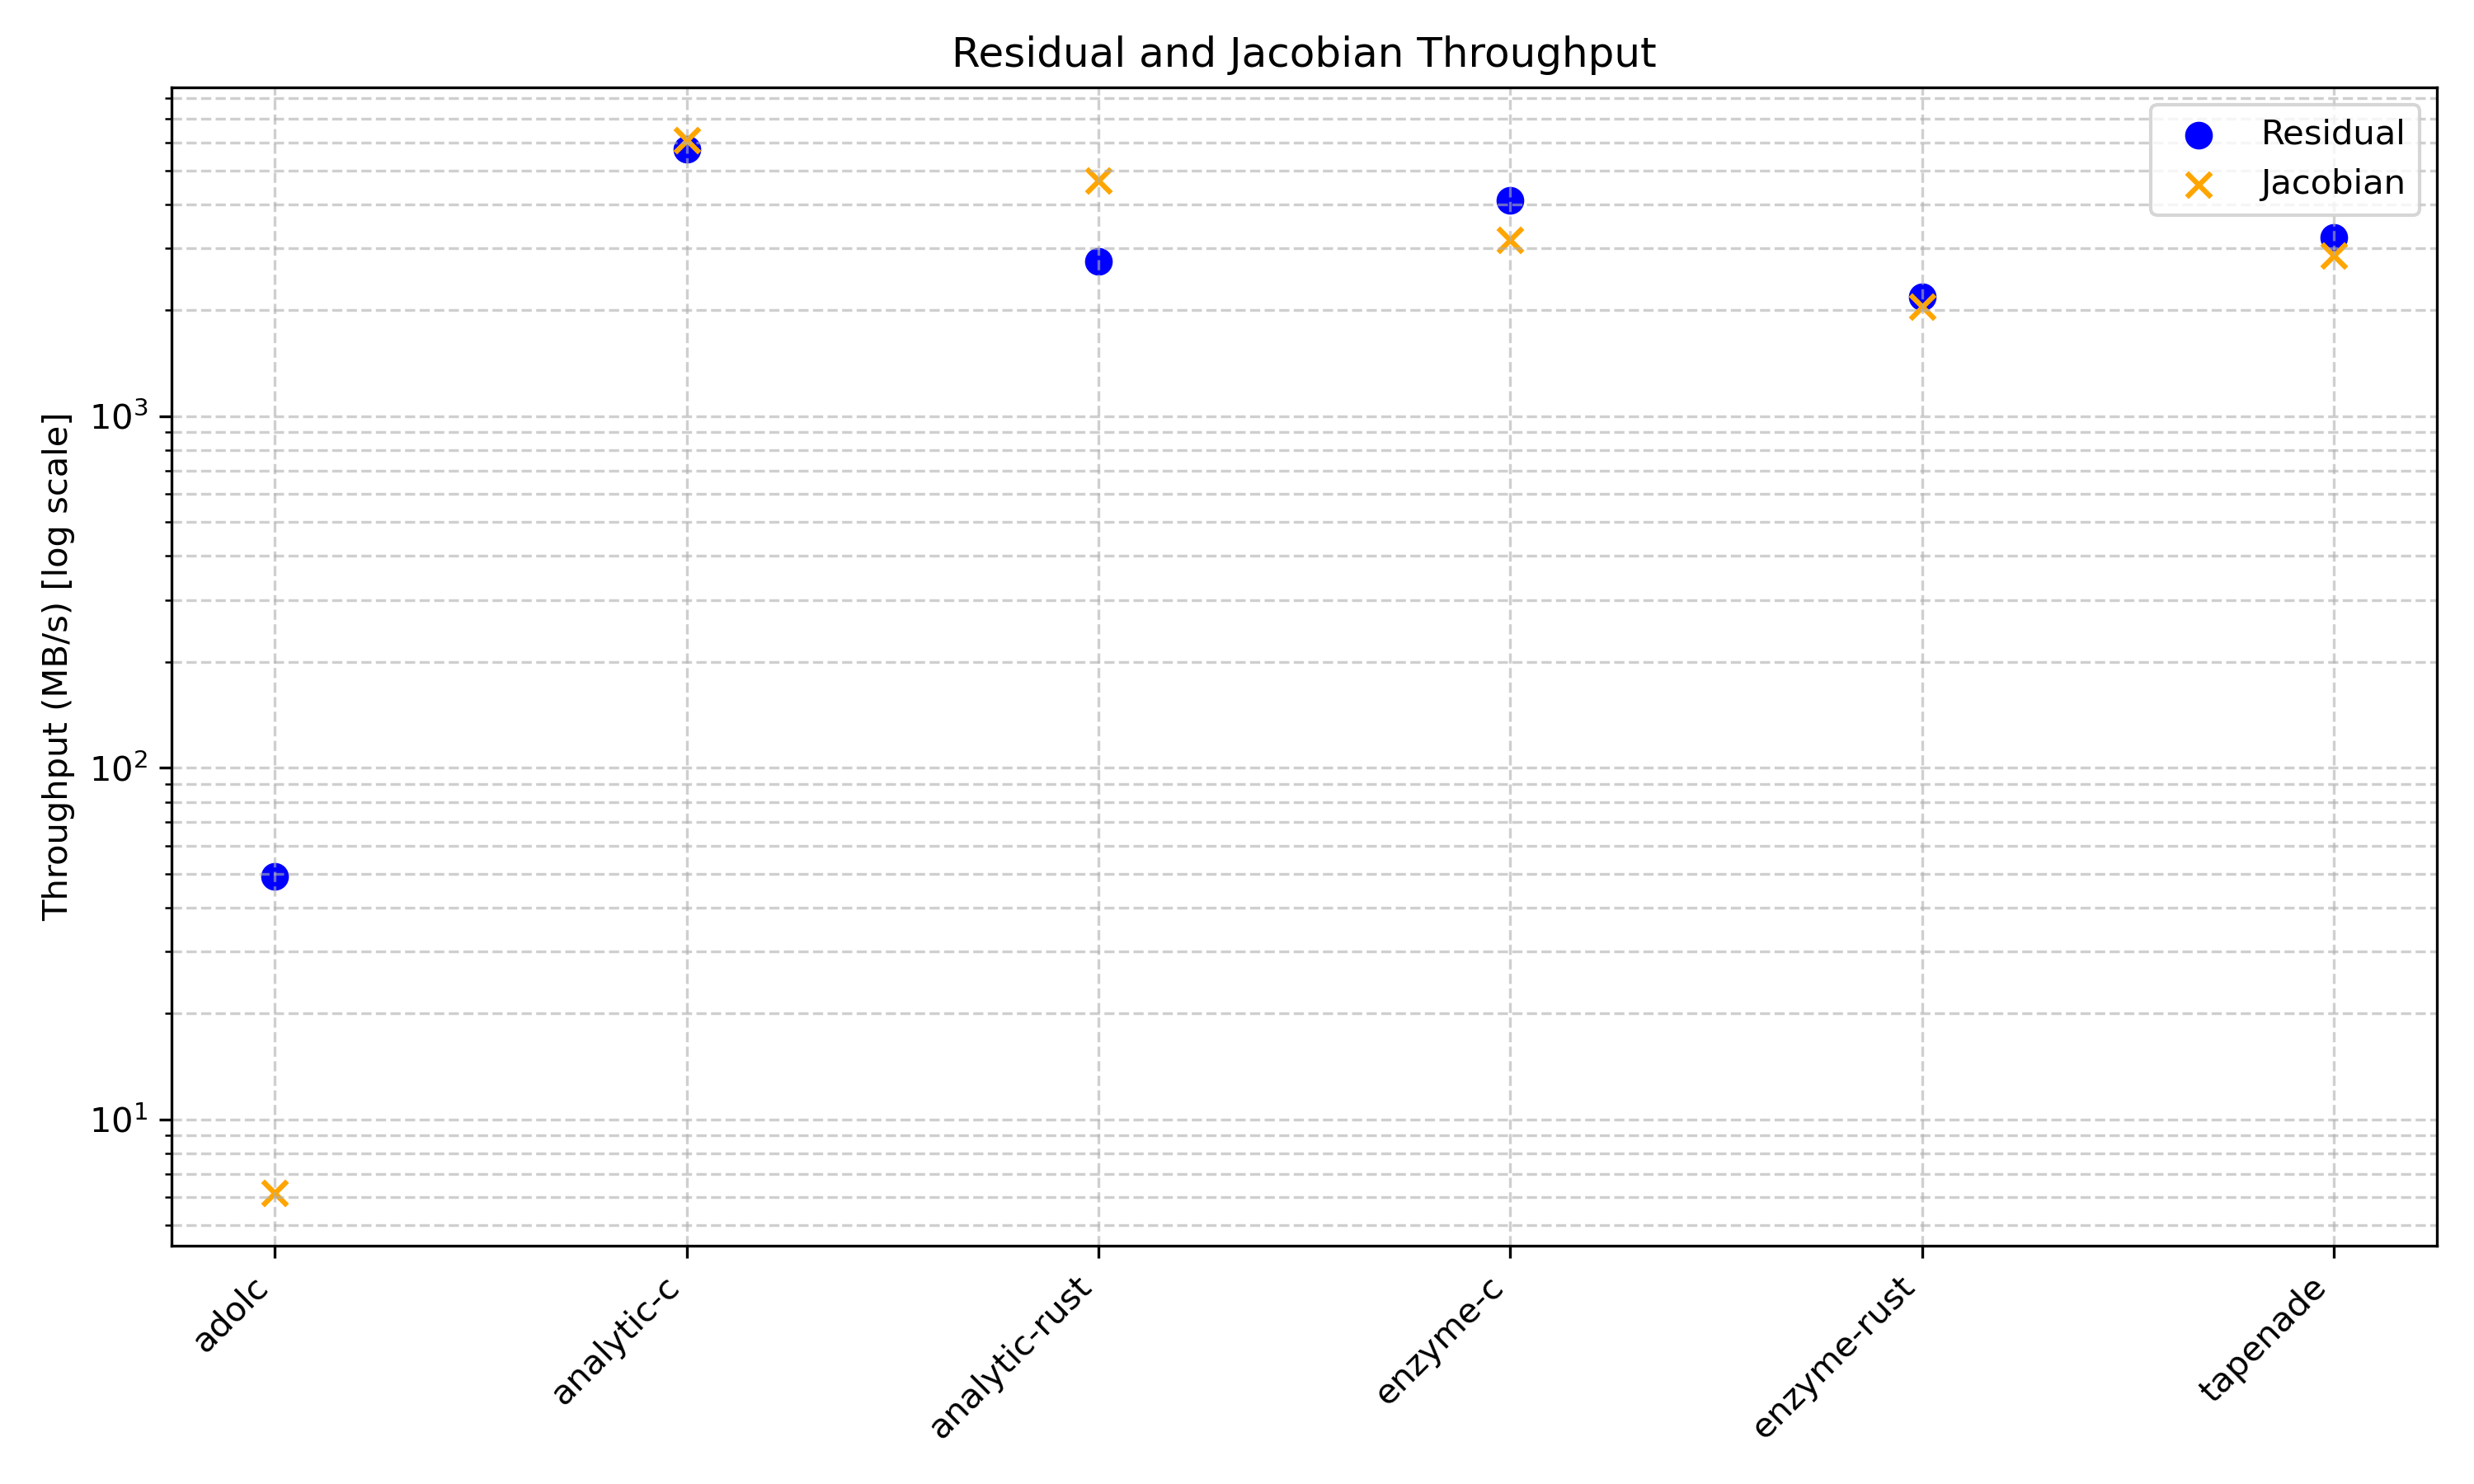 Residual and Jacobian Throughput
Residual
Jacobian
Throughput (MB/s) [log scale]
10³
10²
10¹
adolc
analytic-c
analytic-rust
enzyme-c
enzyme-rust
tapenade